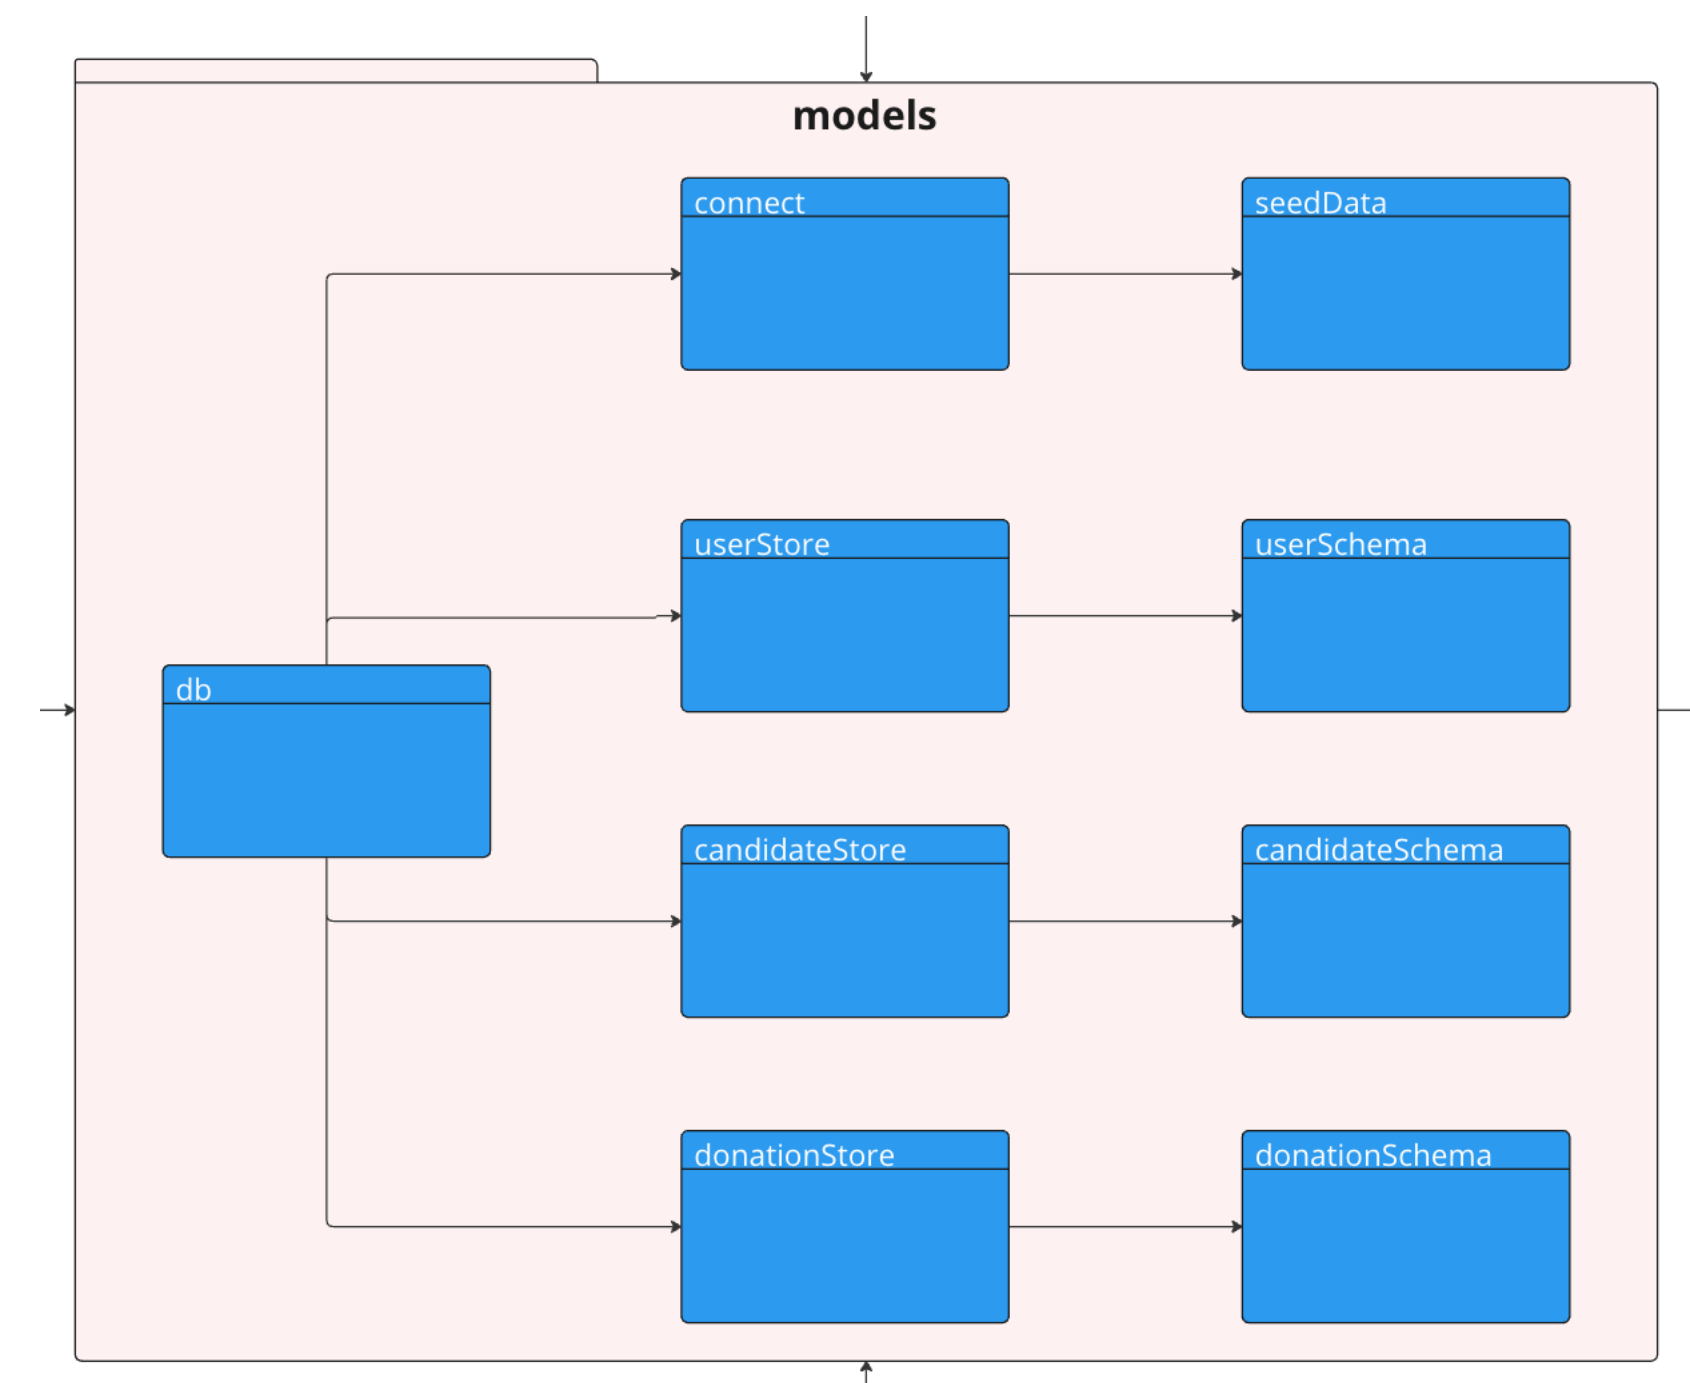 models
connect
seedData
userStore
userSchema
db
candidateStore
candidateSchema
donationStore
donationSchema